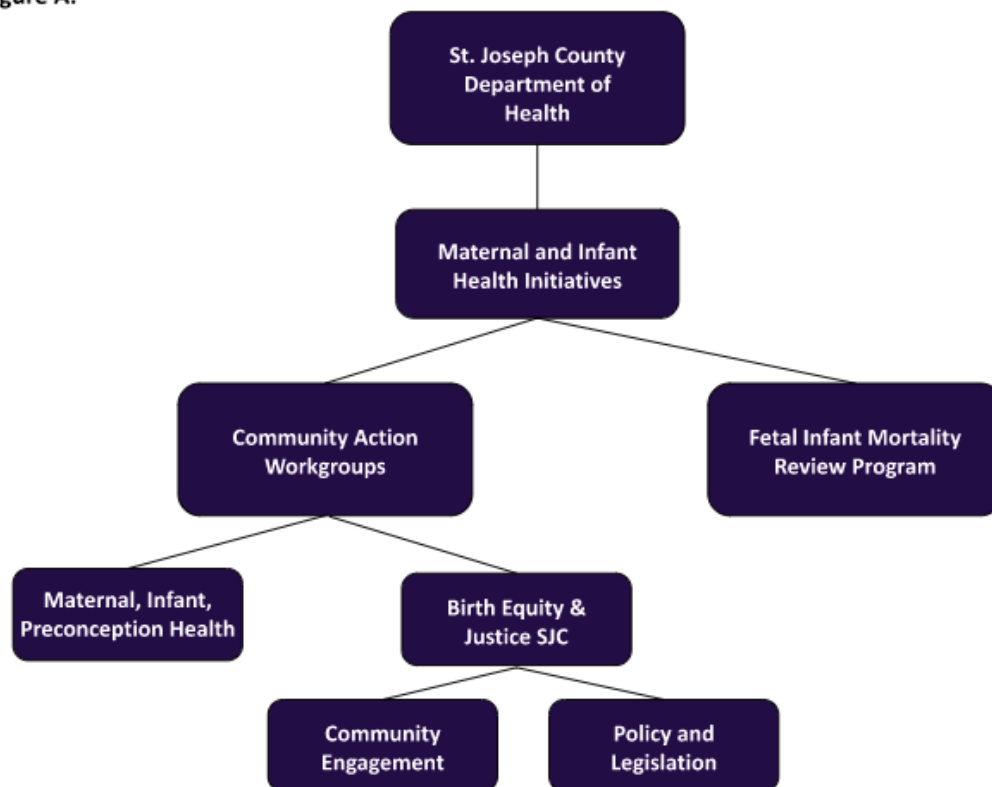 gure A.
St. Joseph County
Department of
Health
Maternal and Infant
Health Initiatives
Community Action
Workgroups
Fetal Infant Mortality
Review Program
Maternal, Infant,
Preconception Health
Birth Equity &
Justice SJC
Community
Engagement
Policy and
Legislation